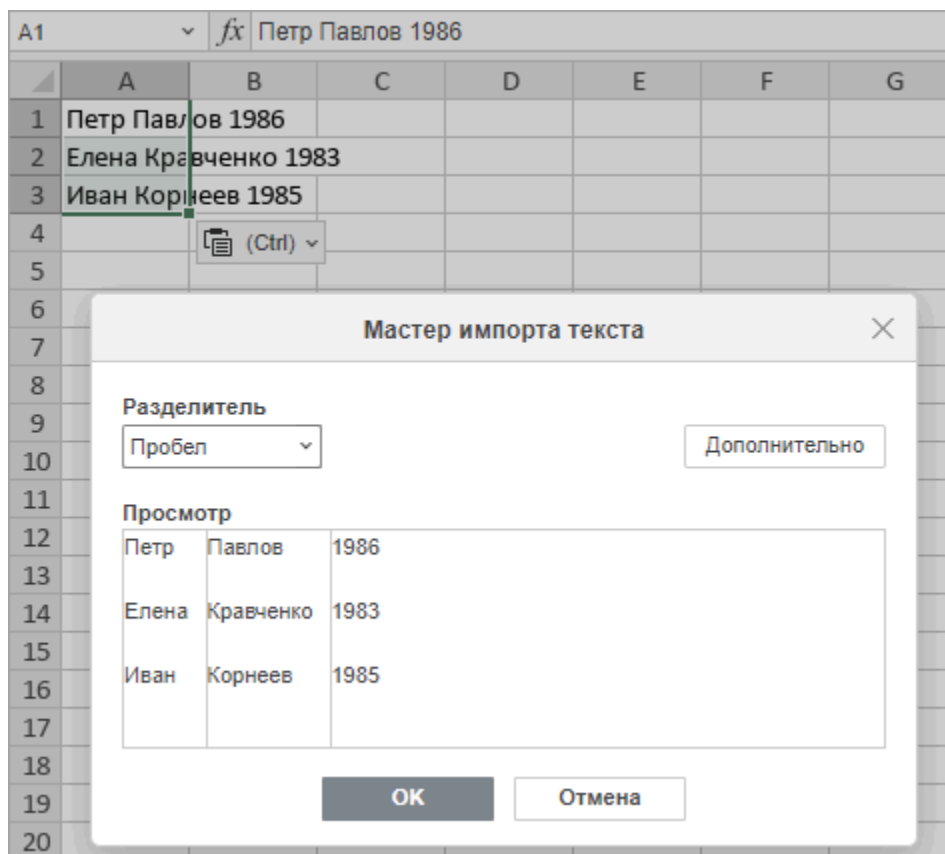 A1 fx Петр Павлов 1986
A B C D E F G
1 Петр Павлов 1986
2 Елена Кравченко 1983
3 Иван Корнеев 1985
4 (Ctrl)
5
6
Мастер импорта текста
7
8
Разделитель
9
Пробел Дополнительно
10
11
Просмотр
12
Петр Павлов 1986
13
14 Елена Кравченко 1983
15
Иван Корнеев 1985
16
17
18
OK Отмена
19
20